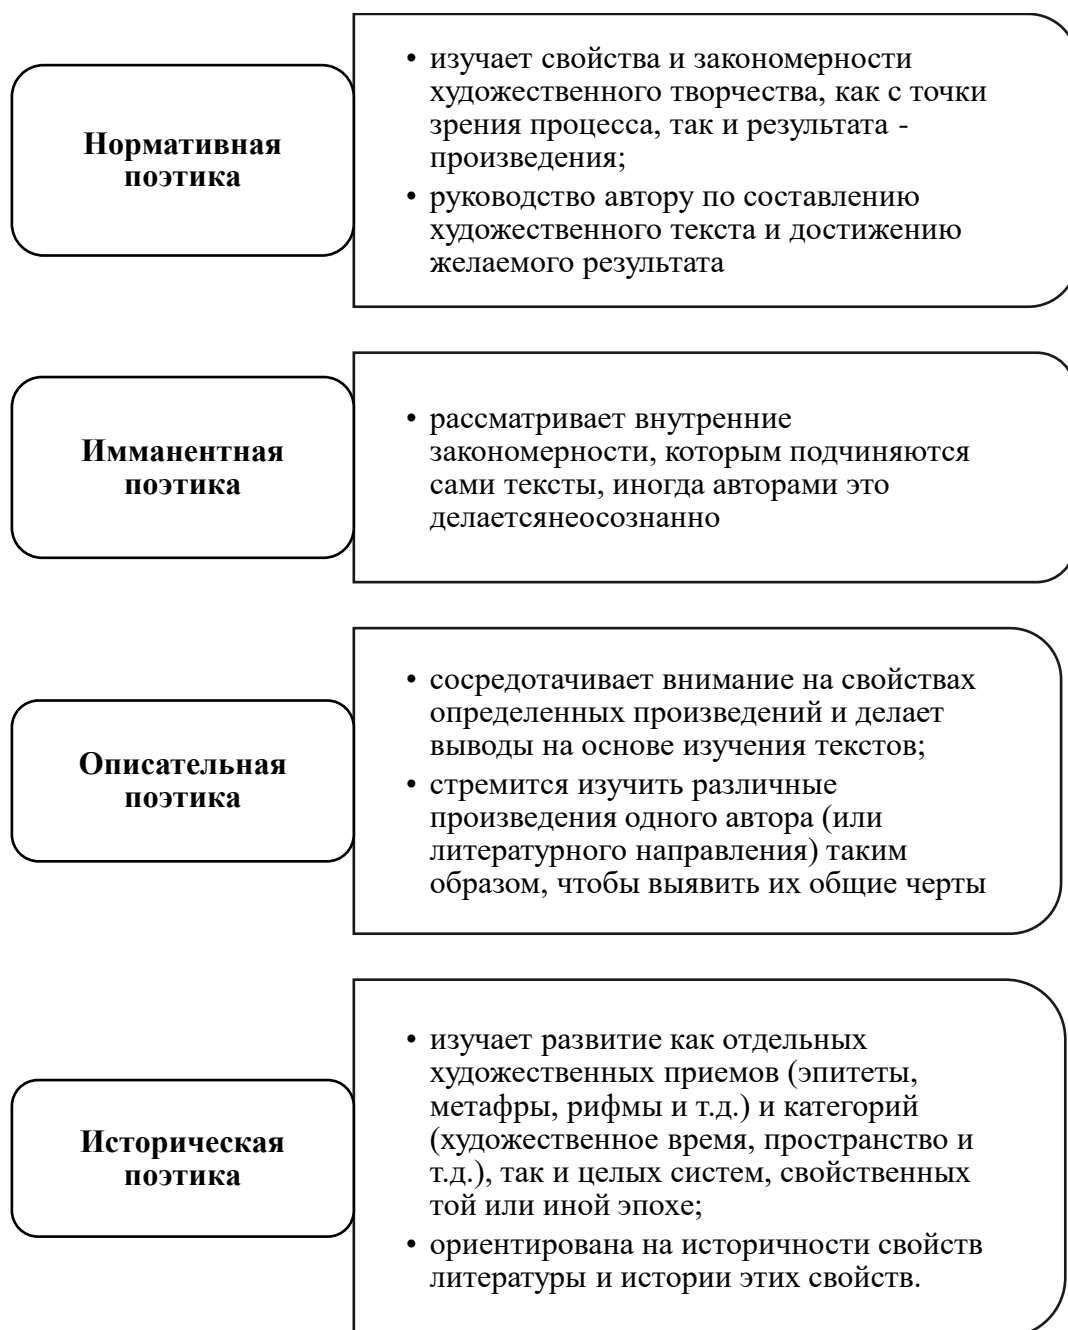 Нормативная
поэтика
• изучает свойства и закономерности
художественного творчества, как с точки
зрения процесса, так и результата -
произведения;
• руководство автору по составлению
художественного текста и достижению
желаемого результата
Имманентная
поэтика
• рассматривает внутренние
закономерности, которым подчиняются
сами тексты, иногда авторами это
делаетсянеосознанно
Описательная
поэтика
• сосредотачивает внимание на свойствах
определенных произведений и делает
выводы на основе изучения текстов;
• стремится изучить различные
произведения одного автора (или
литературного направления) таким
образом, чтобы выявить их общие черты
Историческая
поэтика
• изучает развитие как отдельных
художественных приемов (эпитеты,
метафры, рифмы и т.д.) и категорий
(художественное время, пространство и
т.д.), так и целых систем, свойственных
той или иной эпохе;
• ориентирована на историчности свойств
литературы и истории этих свойств.